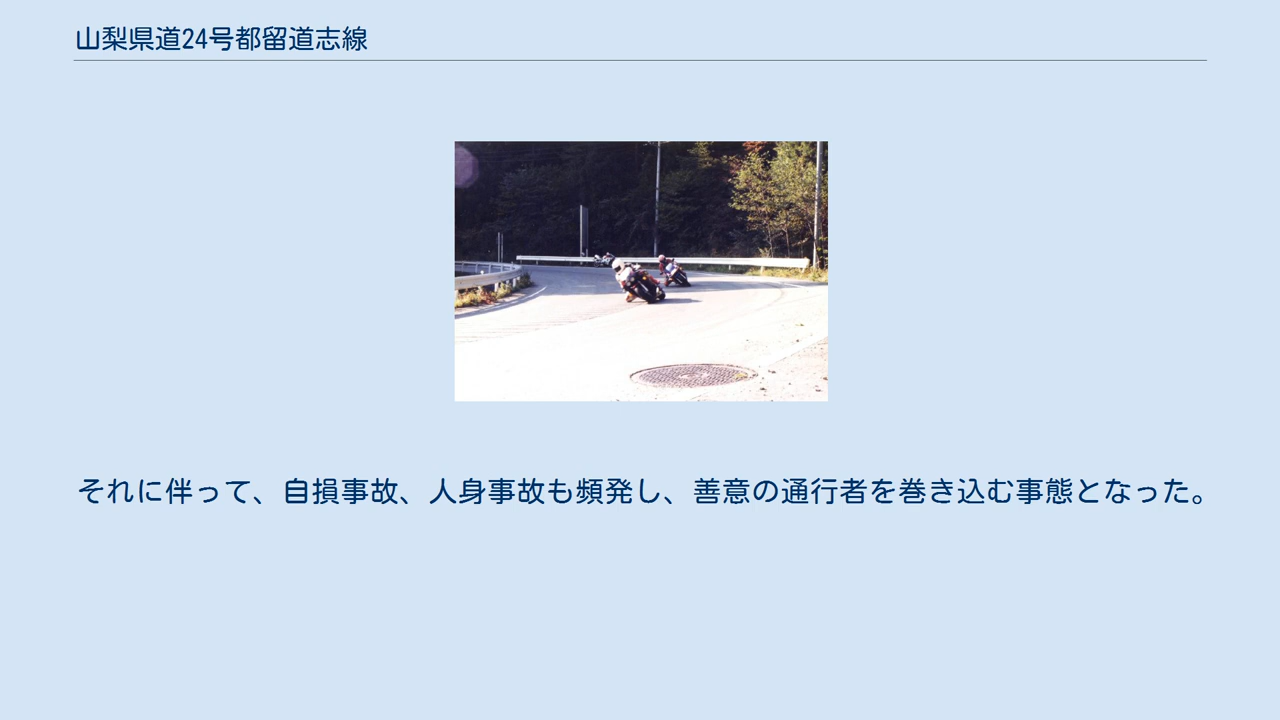 山梨県道24号都留道志線
それに伴って、自損事故、人身事故も頻発し、善意の通行者を巻き込む事態となった。